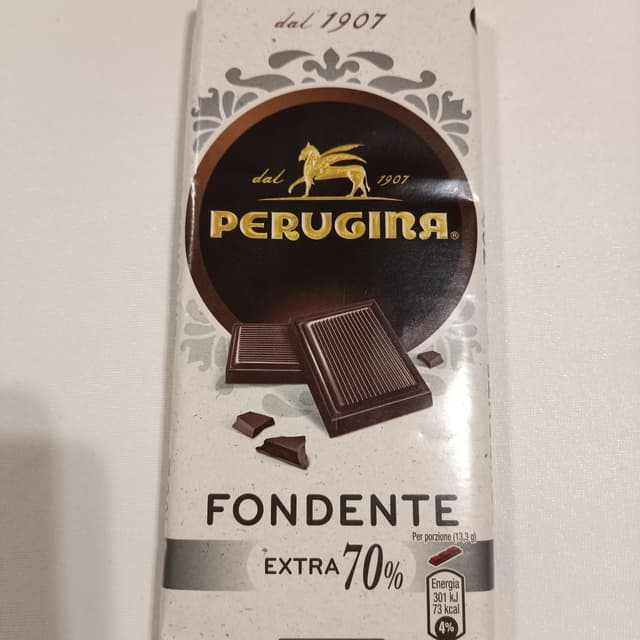 dal 1907
dal 1907
PERUGINA®
FONDENTE
Per porzione (13,3 g)
EXTRA 70%
Energia
301 kJ
73 kcal
4%